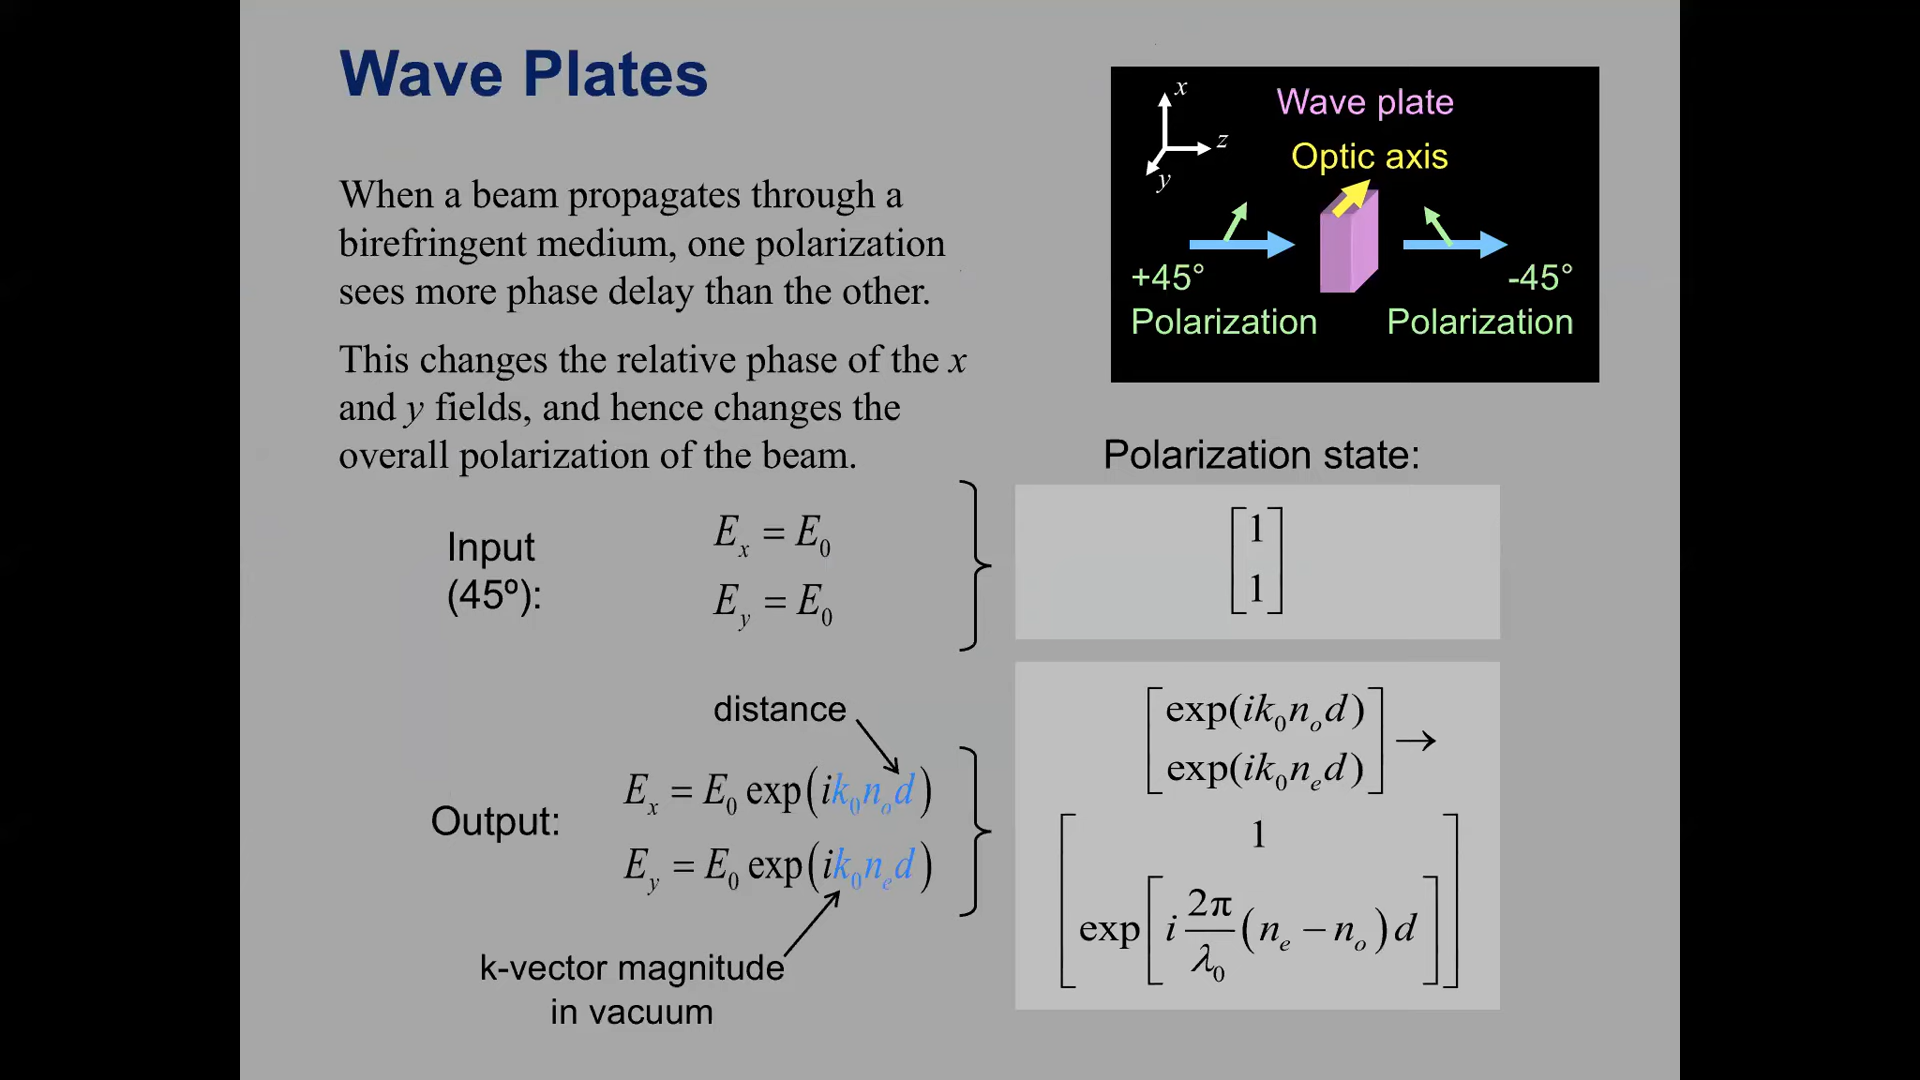 Wave Plates
When a beam propagates through a
birefringent medium, one polarization
sees more phase delay than the other.
This changes the relative phase of the x
and y fields, and hence changes the
overall polarization of the beam.
x
z
y
Wave plate
Optic axis
+45°
Polarization
-45°
Polarization
Polarization state:
Input
(45º):
E_x = E_0
E_y = E_0
[1
1]
distance
Output:
E_x = E_0 exp(ik_0n_od)
E_y = E_0 exp(ik_0n_ed)
k-vector magnitude
in vacuum
[exp(ik_0n_od)
exp(ik_0n_ed)] →
[1
exp[i 2π/λ_0 (n_e − n_o)d]]